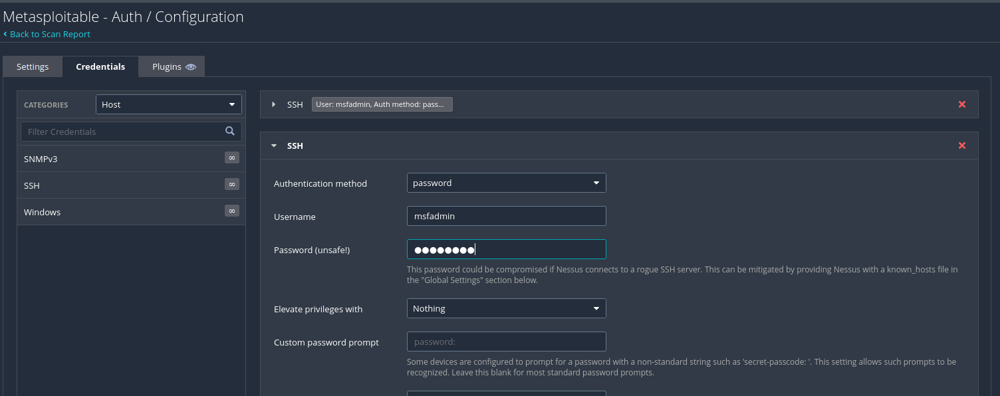 Metasploitable - Auth / Configuration
Back to Scan Report
Settings
Credentials
Plugins
CATEGORIES
Host
Filter Credentials
SNMPv3
∞
SSH
∞
Windows
∞
SSH
User: msfadmin, Auth method: pass...
SSH
Authentication method
password
Username
msfadmin
Password (unsafe!)
●●●●●●●●
This password could be compromised if Nessus connects to a rogue SSH server. This can be mitigated by providing Nessus with a known_hosts file in
the "Global Settings" section below.
Elevate privileges with
Nothing
Custom password prompt
password:
Some devices are configured to prompt for a password with a non-standard string such as 'secret-passcode: '. This setting allows such prompts to be
recognized. Leave this blank for most standard password prompts.